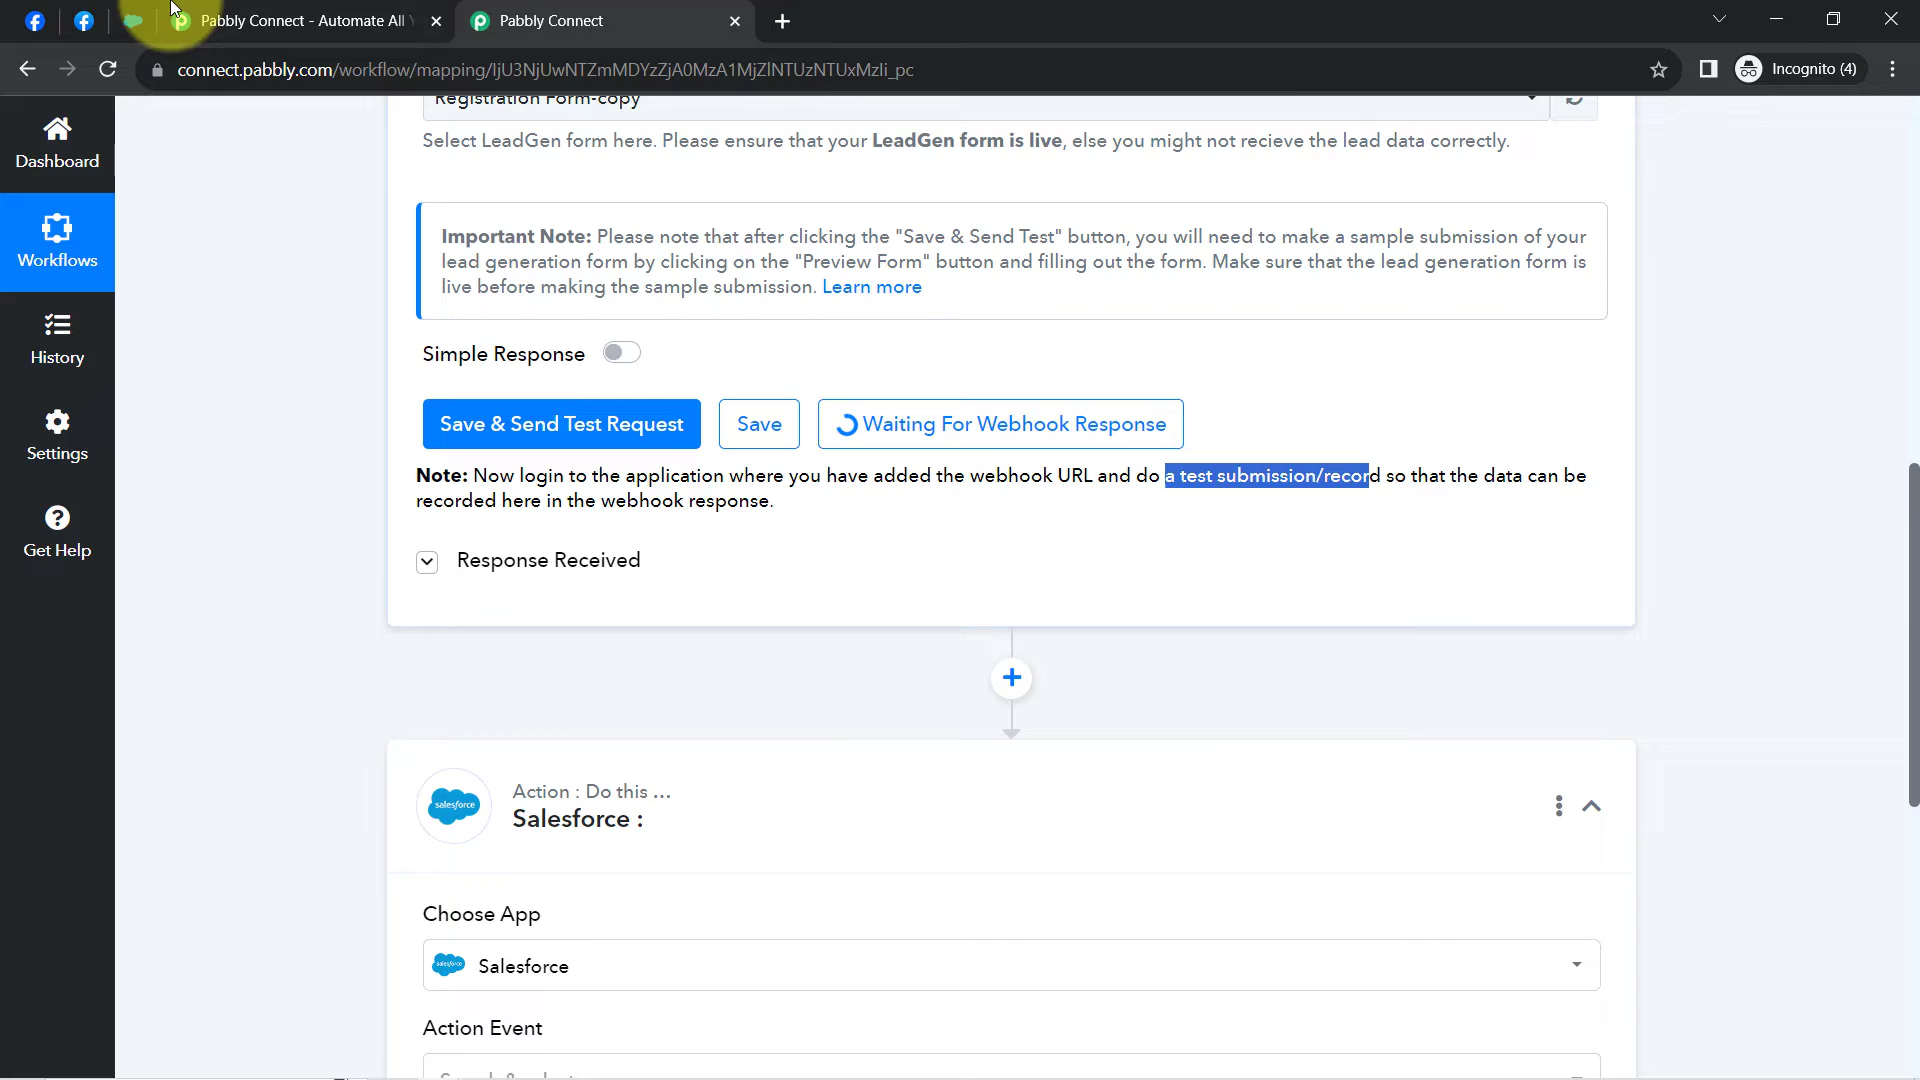 Pabbly Connect - Automate All Y
Pabbly Connect
connect.pabbly.com/workflow/mapping/IjU3NjUwNTZmMDYzZjA0MzA1MjZlNTUzNTUxMzli_pc
Incognito (4)
Dashboard
Workflows
History
Settings
Get Help
Registration Form-copy
Select LeadGen form here. Please ensure that your LeadGen form is live, else you might not recieve the lead data correctly.
Important Note: Please note that after clicking the "Save & Send Test" button, you will need to make a sample submission of your
lead generation form by clicking on the "Preview Form" button and filling out the form. Make sure that the lead generation form is
live before making the sample submission. Learn more
Simple Response
Save & Send Test Request
Save
Waiting For Webhook Response
Note: Now login to the application where you have added the webhook URL and do a test submission/record so that the data can be
recorded here in the webhook response.
Response Received
salesforce
Action : Do this ...
Salesforce :
Choose App
salesforce
Salesforce
Action Event